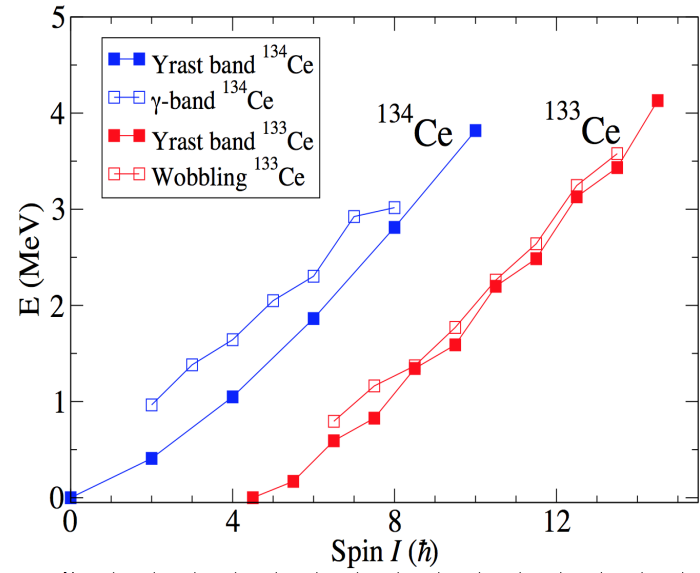 5
4
3
2
1
0
E (MeV)
Yrast band ¹³⁴Ce
γ-band ¹³⁴Ce
Yrast band ¹³³Ce
Wobbling ¹³³Ce
¹³⁴Ce
¹³³Ce
0 4 8 12
Spin I (ħ)